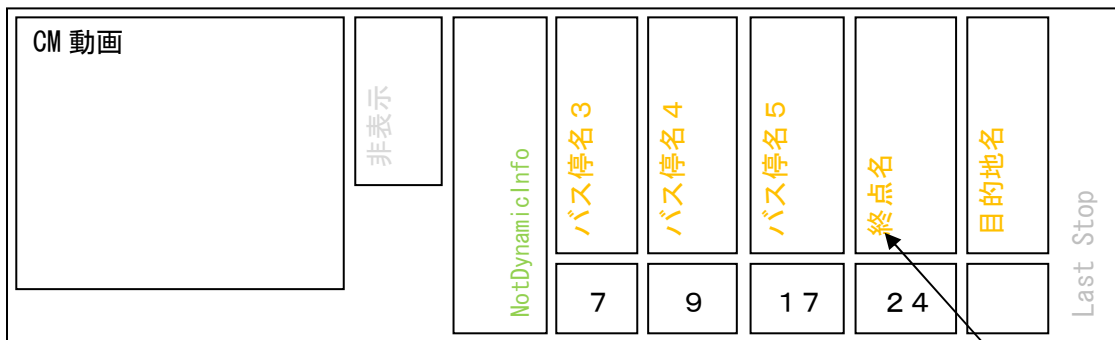 CM 動画
非表示
NotDynamicInfo
バス停名３
バス停名４
バス停名５
終点名
目的地名
Last Stop
７
９
１７
２４